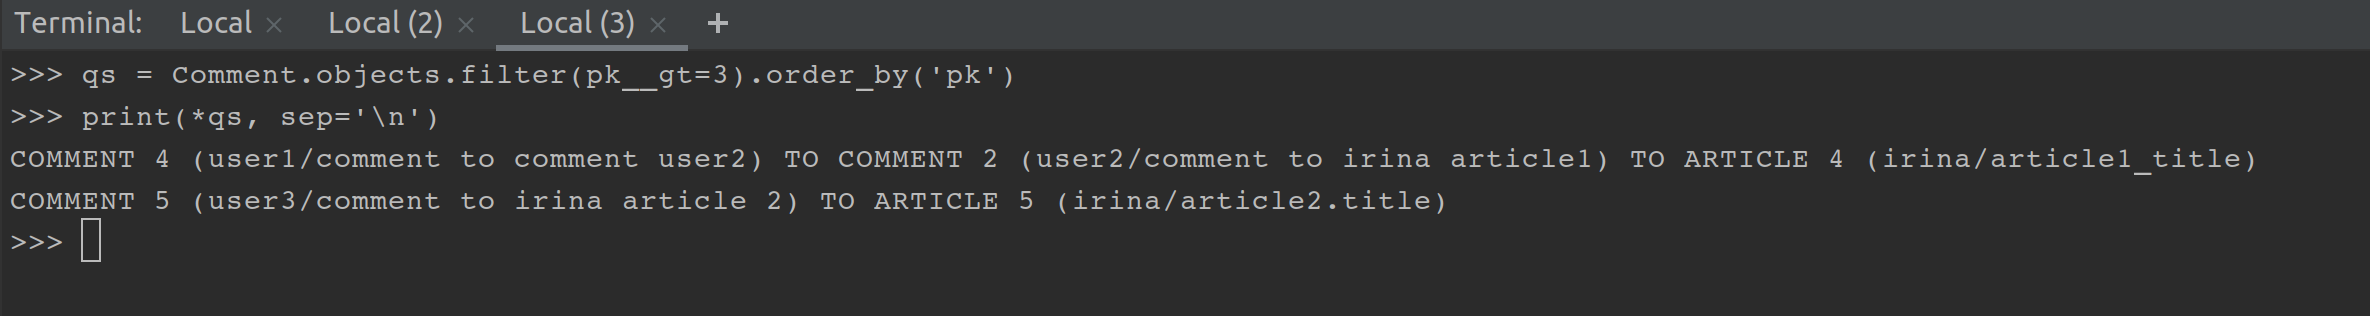 Terminal: Local × Local (2) × Local (3) × +
>>> qs = Comment.objects.filter(pk__gt=3).order_by('pk')
>>> print(*qs, sep='\n')
COMMENT 4 (user1/comment to comment user2) TO COMMENT 2 (user2/comment to irina article1) TO ARTICLE 4 (irina/article1_title)
COMMENT 5 (user3/comment to irina article 2) TO ARTICLE 5 (irina/article2.title)
>>>